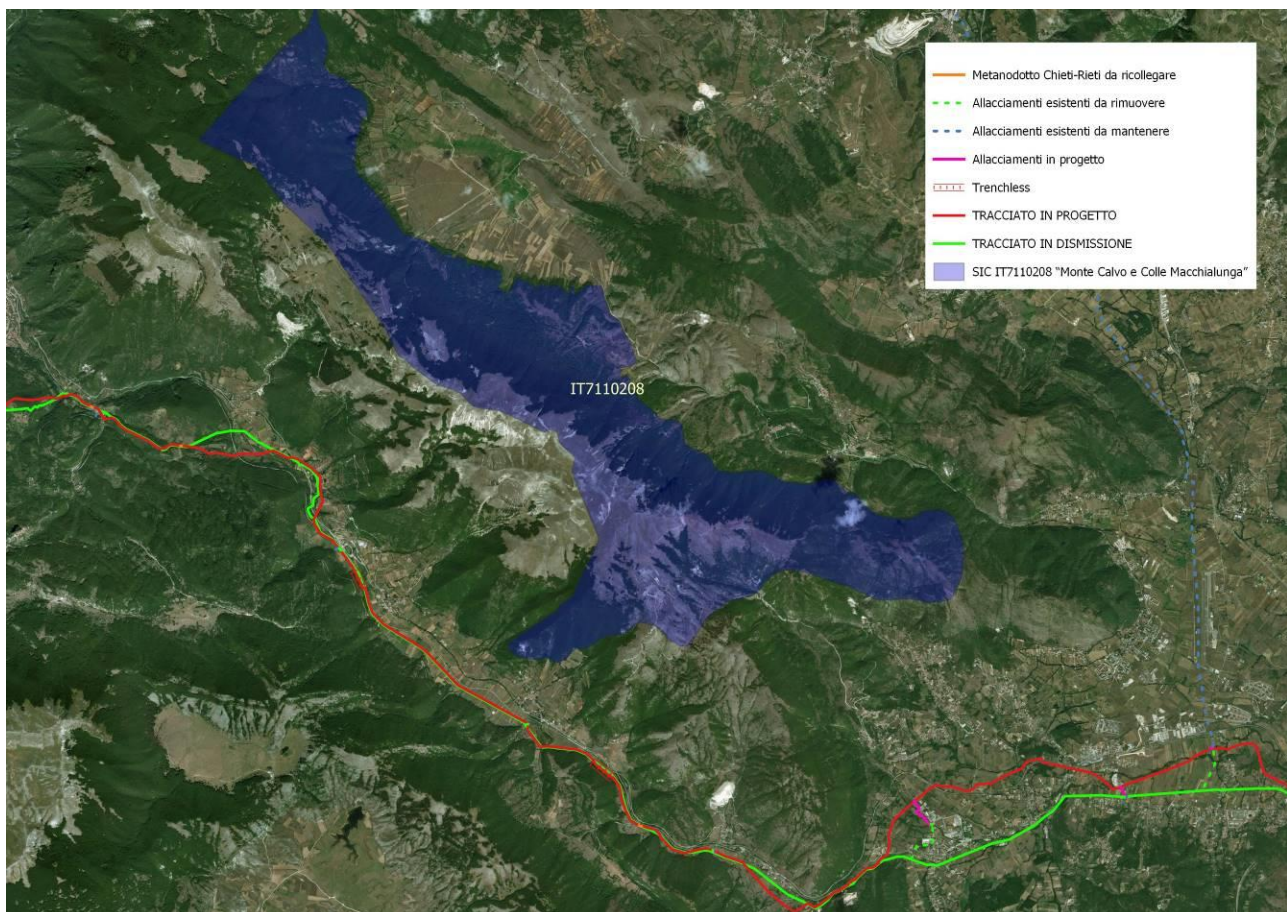 Metanodotto Chieti-Rieti da ricollegare
Allacciamenti esistenti da rimuovere
Allacciamenti esistenti da mantenere
Allacciamenti in progetto
Trenchless
TRACCIATO IN PROGETTO
TRACCIATO IN DISMISSIONE
SIC IT7110208 “Monte Calvo e Colle Macchialunga”
IT7110208